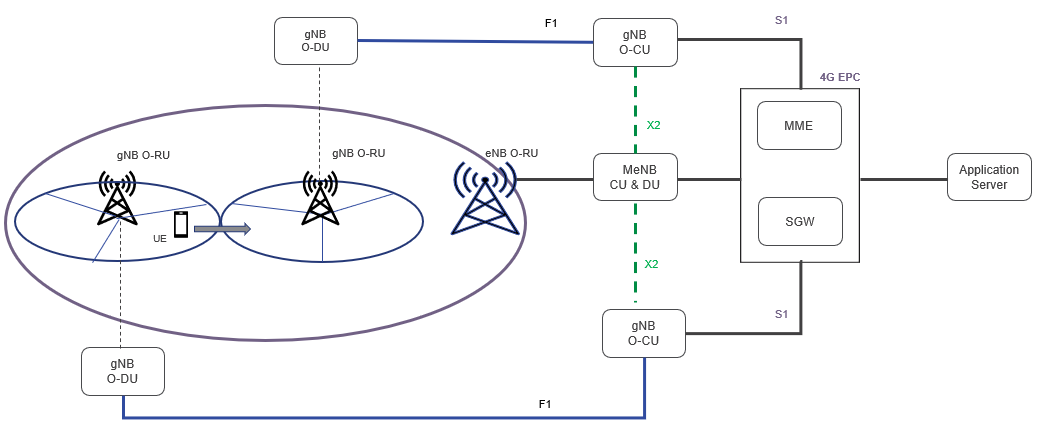 gNB
O-DU
F1
gNB
O-CU
S1
4G EPC
MME
X2
gNB O-RU
gNB O-RU
eNB O-RU
MeNB
CU & DU
Application
Server
UE
SGW
X2
S1
gNB
O-CU
gNB
O-DU
F1